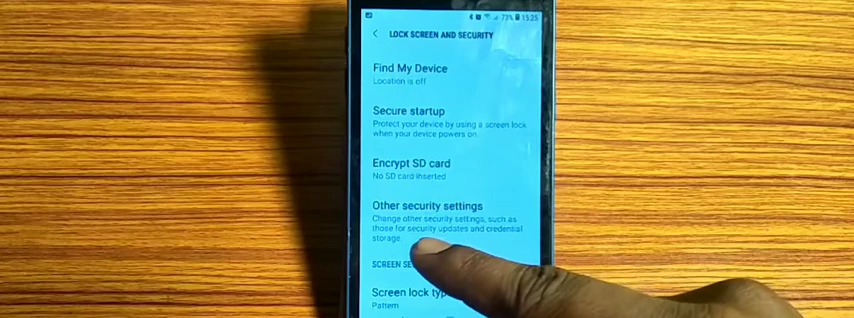 73% 15:25
LOCK SCREEN AND SECURITY
Find My Device
Location is off
Secure startup
Protect your device by using a screen lock
when your device powers on.
Encrypt SD card
No SD card inserted
Other security settings
Change other security settings, such as
those for security updates and credential
storage.
SCREEN
Screen lock
Pattern